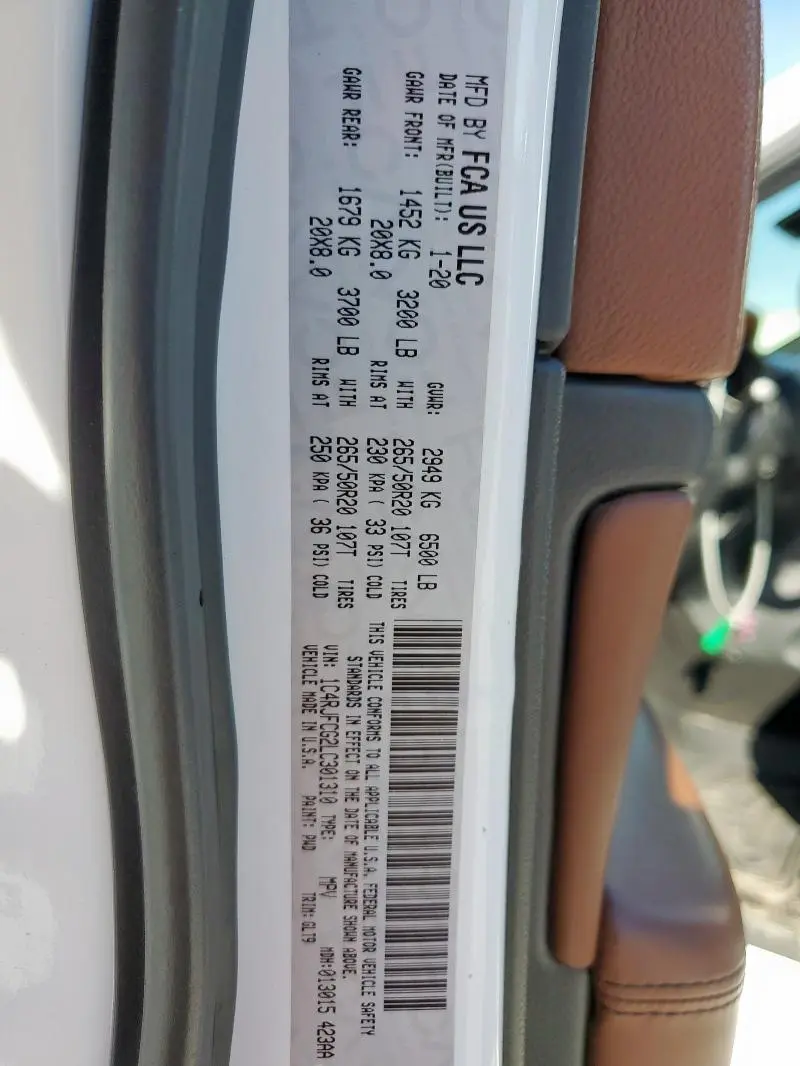 MFD BY FCA US LLC
DATE OF MFR(BUILT): 1-20 GVWR: 2949 KG 6500 LB
GAWR FRONT: 1452 KG 3200 LB WITH 265/50R20 107T TIRES
20X8.0 RIMS AT 230 KPA ( 33 PSI) COLD
GAWR REAR: 1679 KG 3700 LB WITH 265/50R20 107T TIRES
20X8.0 RIMS AT 250 KPA ( 36 PSI) COLD
THIS VEHICLE CONFORMS TO ALL APPLICABLE U.S.A. FEDERAL MOTOR VEHICLE SAFETY
STANDARDS IN EFFECT ON THE DATE OF MANUFACTURE SHOWN ABOVE.
VIN: 1C4RJFCG2LC301310 TYPE: MPV MDH:013015 423AA
VEHICLE MADE IN U.S.A. PAINT: PWD TRIM: GLT9